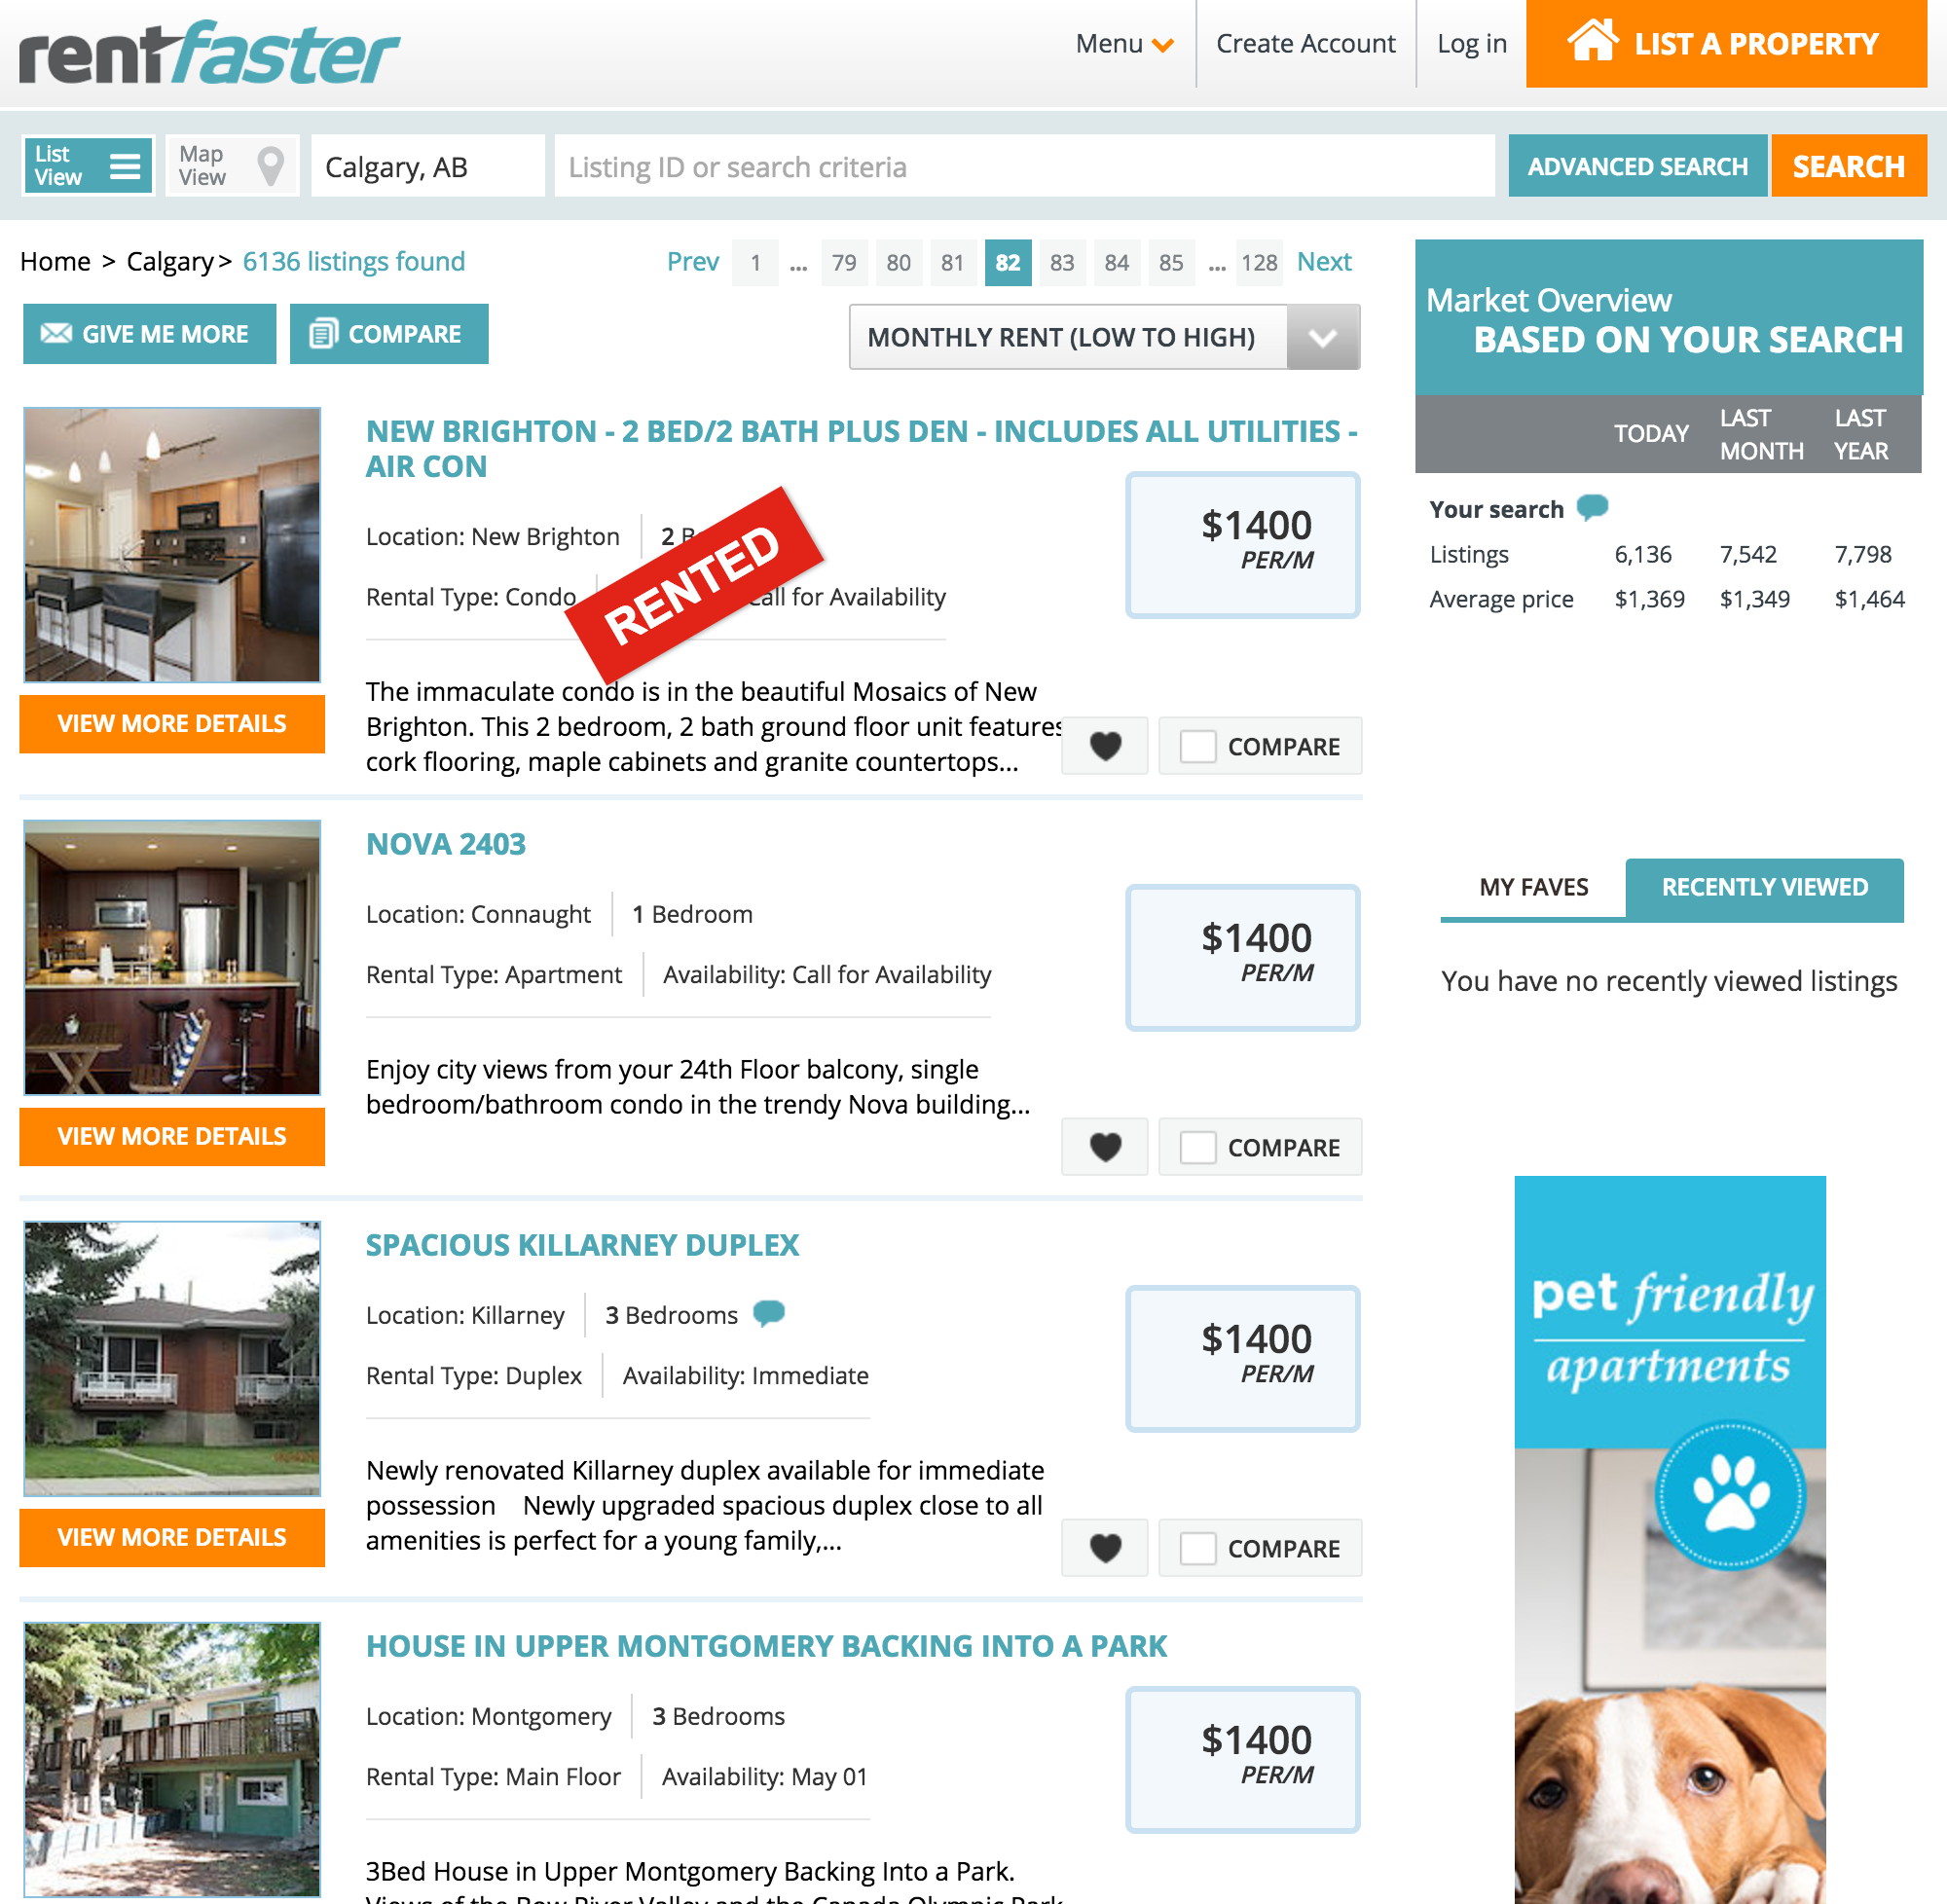 rentfaster
Menu
Create Account
Log in
LIST A PROPERTY
List
View
Map
View
Calgary, AB
Listing ID or search criteria
ADVANCED SEARCH
SEARCH
Home > Calgary > 6136 listings found
Prev 1 ... 79 80 81 82 83 84 85 ... 128 Next
GIVE ME MORE
COMPARE
MONTHLY RENT (LOW TO HIGH)
NEW BRIGHTON - 2 BED/2 BATH PLUS DEN - INCLUDES ALL UTILITIES -
AIR CON
Location: New Brighton
2 B
Rental Type: Condo
Call for Availability
RENTED
$1400
PER/M
The immaculate condo is in the beautiful Mosaics of New
Brighton. This 2 bedroom, 2 bath ground floor unit features
cork flooring, maple cabinets and granite countertops...
VIEW MORE DETAILS
COMPARE
NOVA 2403
Location: Connaught
1 Bedroom
Rental Type: Apartment
Availability: Call for Availability
$1400
PER/M
Enjoy city views from your 24th Floor balcony, single
bedroom/bathroom condo in the trendy Nova building...
VIEW MORE DETAILS
COMPARE
SPACIOUS KILLARNEY DUPLEX
Location: Killarney
3 Bedrooms
Rental Type: Duplex
Availability: Immediate
$1400
PER/M
Newly renovated Killarney duplex available for immediate
possession Newly upgraded spacious duplex close to all
amenities is perfect for a young family,...
VIEW MORE DETAILS
COMPARE
HOUSE IN UPPER MONTGOMERY BACKING INTO A PARK
Location: Montgomery
3 Bedrooms
Rental Type: Main Floor
Availability: May 01
$1400
PER/M
3Bed House in Upper Montgomery Backing Into a Park.
Views of the Bow River Valley and the Canada Olympic Park
Market Overview
BASED ON YOUR SEARCH
TODAY
LAST
MONTH
LAST
YEAR
Your search
Listings 6,136 7,542 7,798
Average price $1,369 $1,349 $1,464
MY FAVES
RECENTLY VIEWED
You have no recently viewed listings
pet friendly
apartments